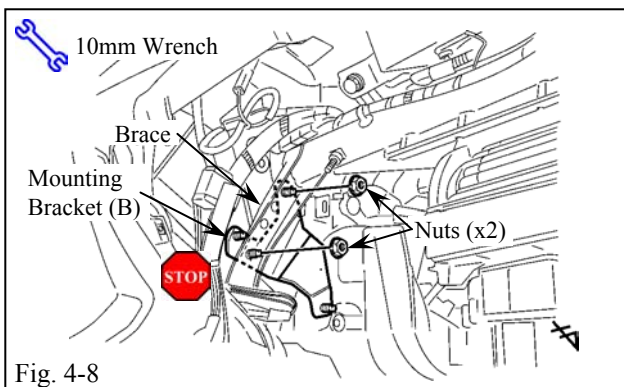 10mm Wrench
Brace
Mounting
Bracket (B)
Nuts (x2)
STOP
Fig. 4-8